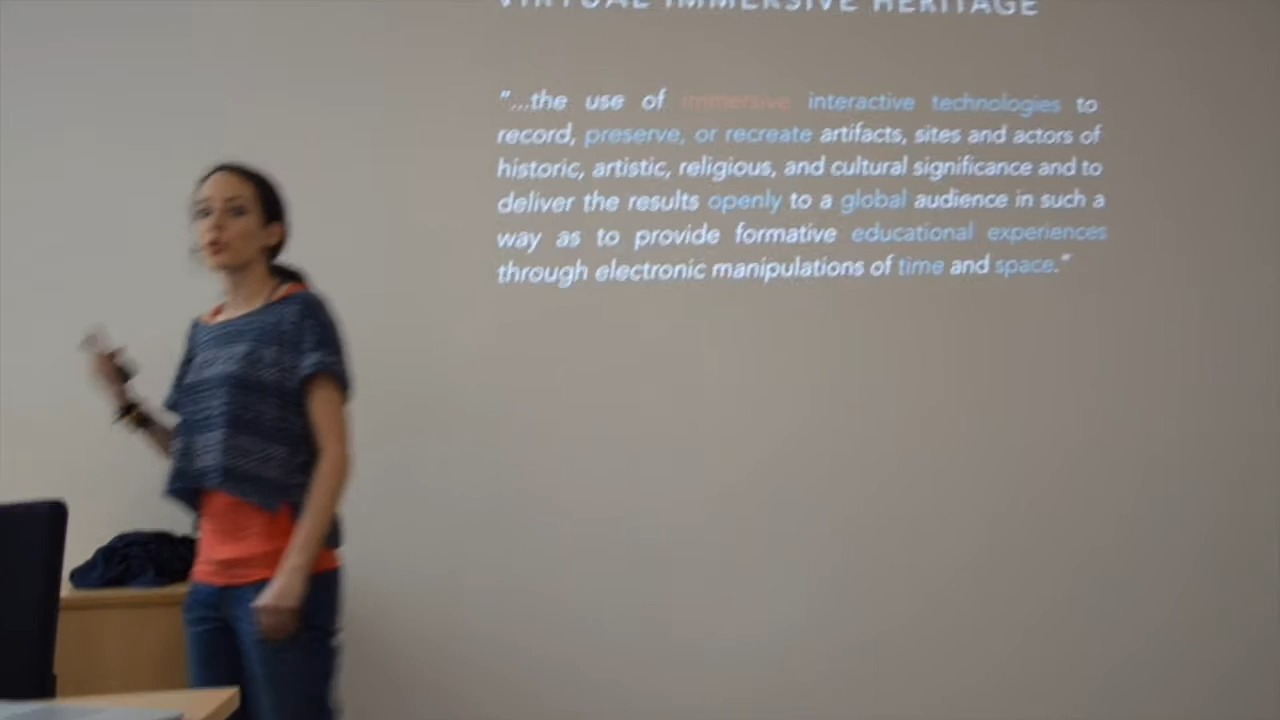 VIRTUAL IMMERSIVE HERITAGE
"...the use of immersive interactive technologies to
record, preserve, or recreate artifacts, sites and actors of
historic, artistic, religious, and cultural significance and to
deliver the results openly to a global audience in such a
way as to provide formative educational experiences
through electronic manipulations of time and space."